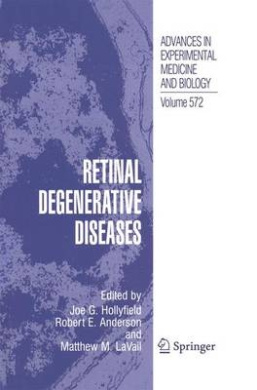 ADVANCES IN
EXPERIMENTAL
MEDICINE
AND BIOLOGY
Volume 572
RETINAL
DEGENERATIVE
DISEASES
Edited by
Joe G. Hollyfield
Robert E. Anderson
and
Matthew M. LaVail
Springer